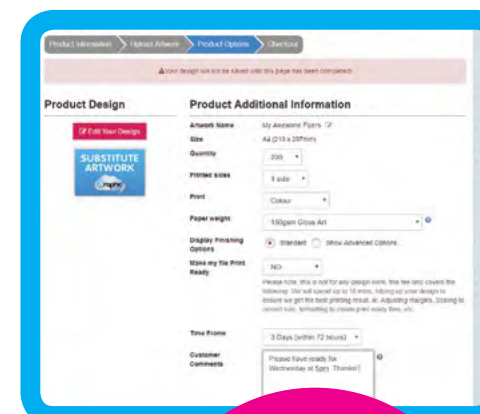 Product Information Upload Artwork Product Options Checkout
Your design will not be saved until this page has been completed!
Product Design
Edit Your Design
SUBSTITUTE
ARTWORK
Graphic
Product Additional Information
Artwork Name My Awesome Flyers
Size A4 (210 x 297mm)
Quantity 200
Printed sides 1 side
Print Colour
Paper weight 150gsm Gloss Art
Display Finishing
Options
Standard Show Advanced Options
Make my file Print
Ready
NO
Please note, this is not for any design work, this fee only covers the
following: We will spend up to 15 mins, tidying up your design to
ensure we get the best printing result, ie. Adjusting margins, Scaling to
correct size, formatting to create print ready files, etc.
Time Frame 3 Days (within 72 hours)
Customer
Comments
Please have ready for
Wednesday at 5pm. Thanks!